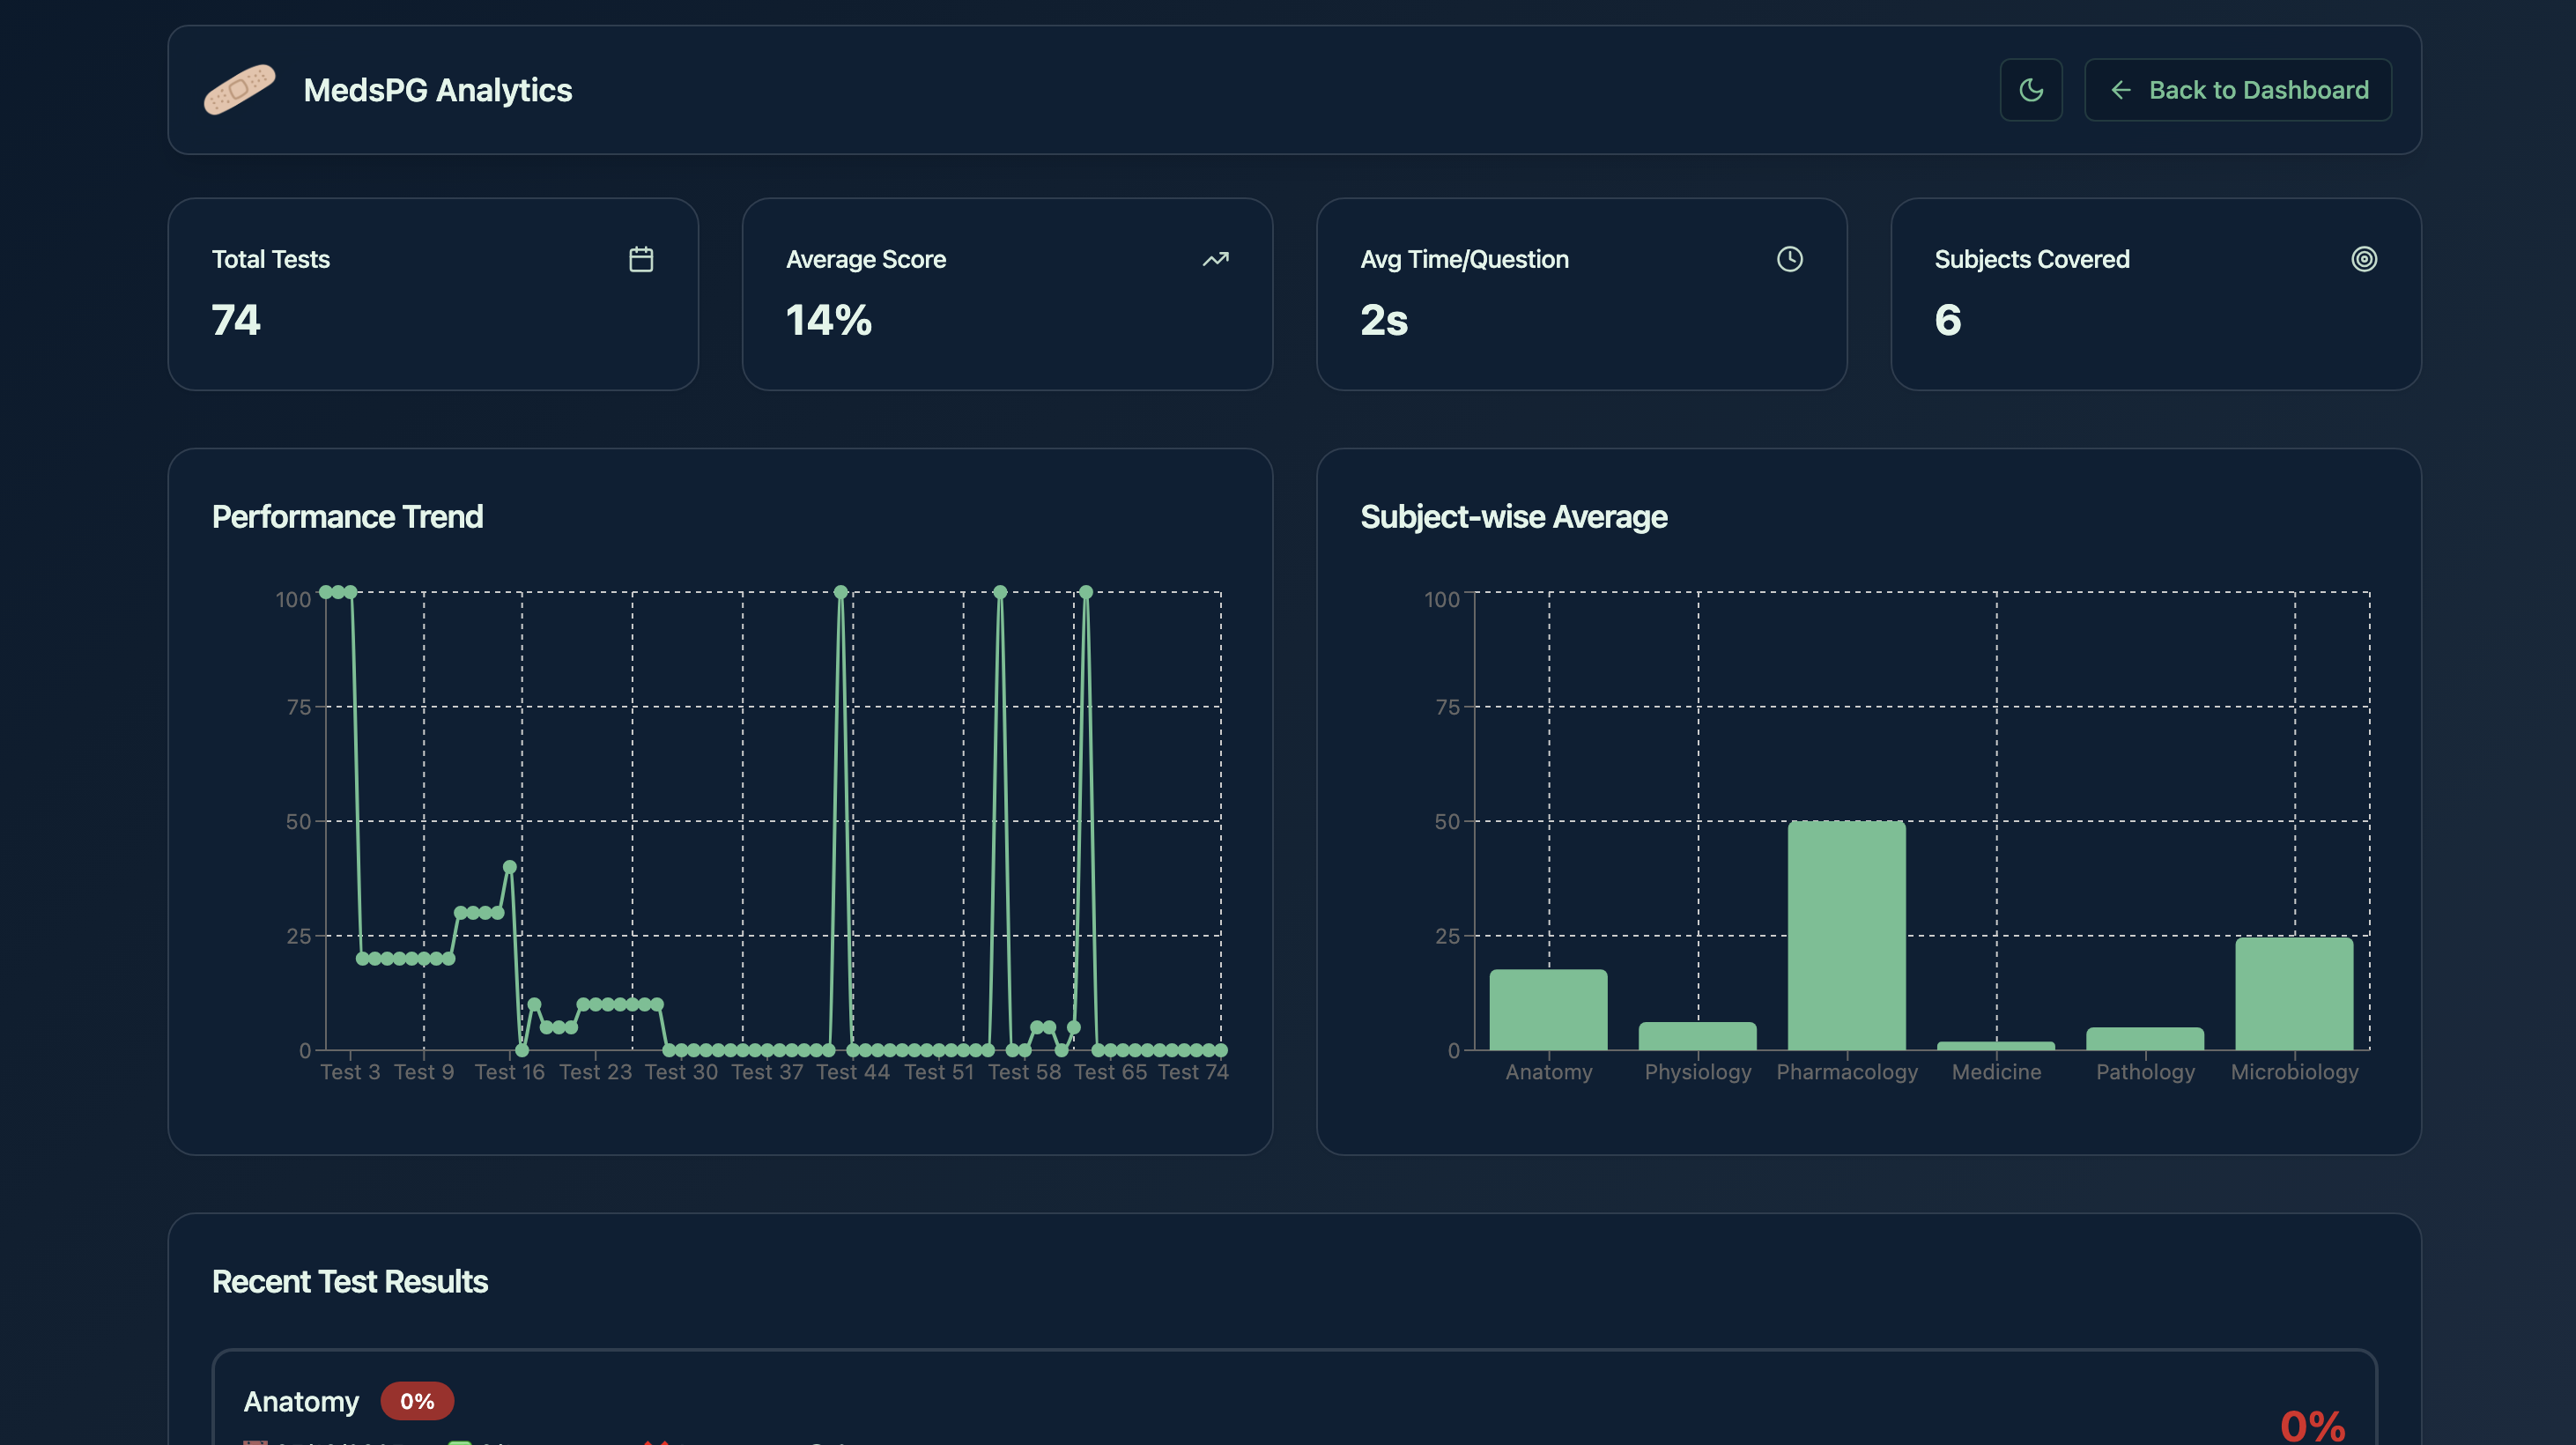 MedsPG Analytics
Back to Dashboard
Total Tests
74
Average Score
14%
Avg Time/Question
2s
Subjects Covered
6
Performance Trend
100
75
50
25
0
Test 3 Test 9 Test 16 Test 23 Test 30 Test 37 Test 44 Test 51 Test 58 Test 65 Test 74
Subject-wise Average
100
75
50
25
0
Anatomy Physiology Pharmacology Medicine Pathology Microbiology
Recent Test Results
Anatomy 0%
0%